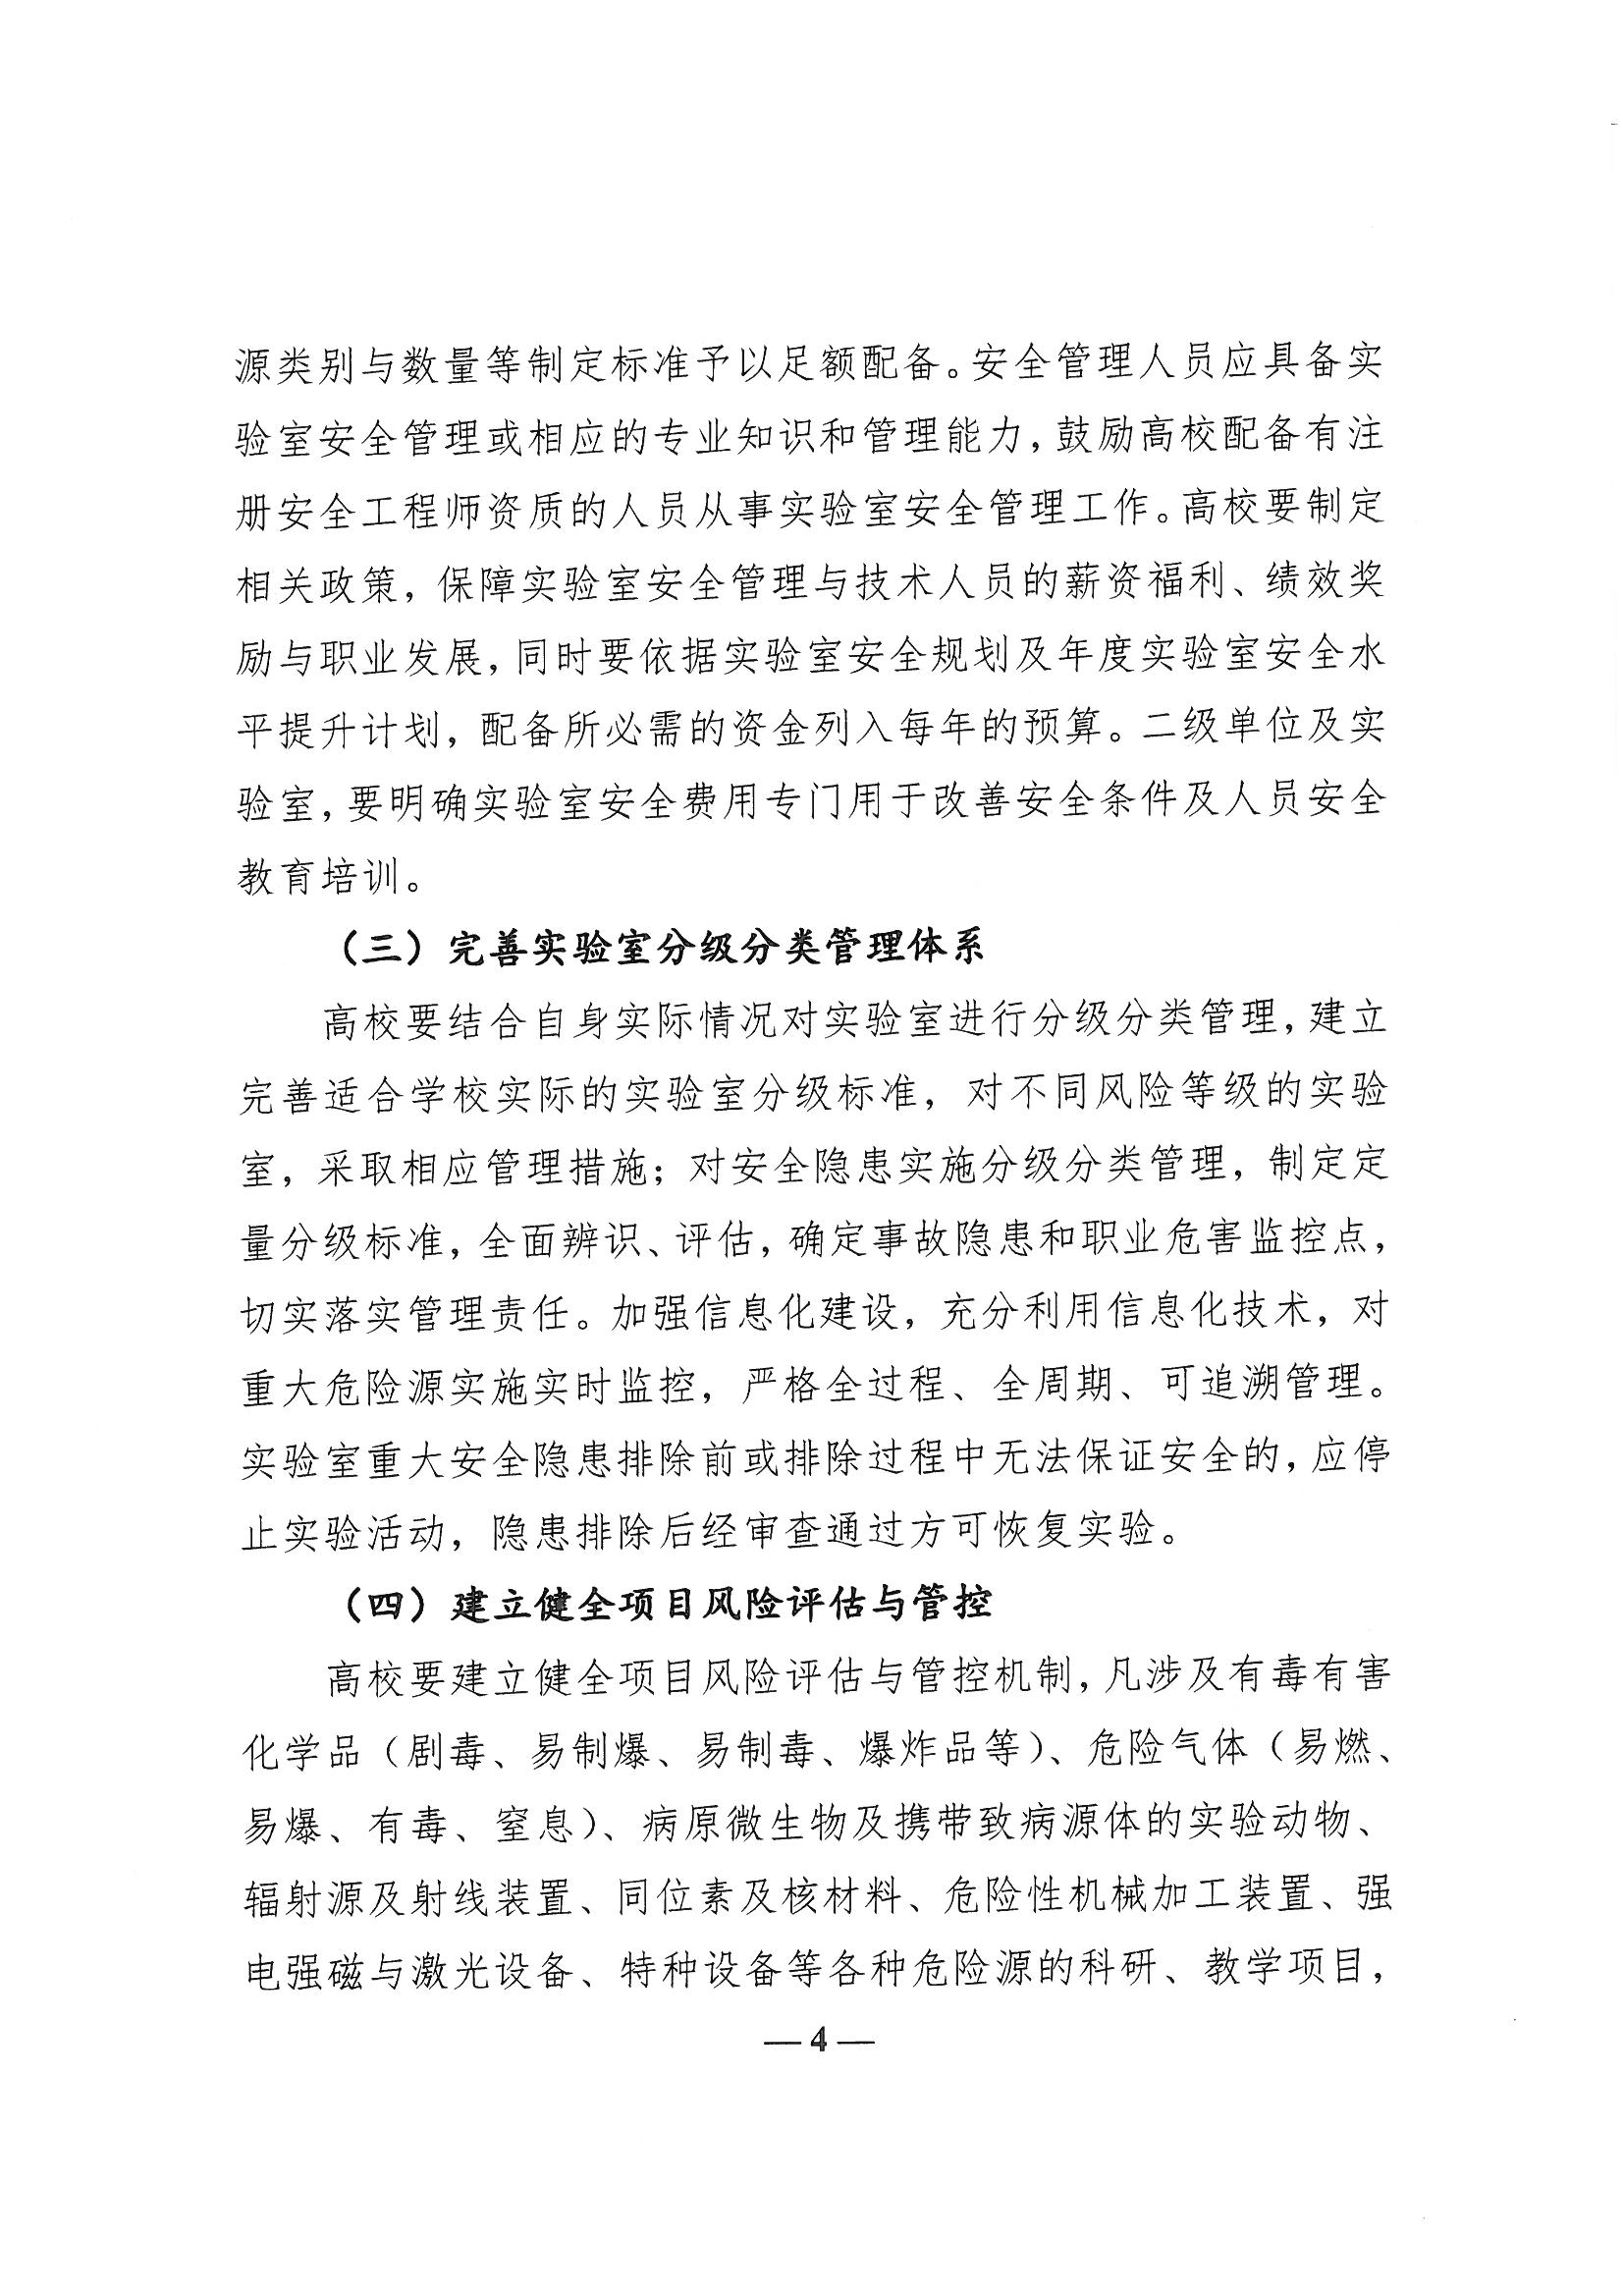 源类别与数量等制定标准予以足额配备。安全管理人员应具备实
验室安全管理或相应的专业知识和管理能力，鼓励高校配备有注
册安全工程师资质的人员从事实验室安全管理工作。高校要制定
相关政策，保障实验室安全管理与技术人员的薪资福利、绩效奖
励与职业发展，同时要依据实验室安全规划及年度实验室安全水
平提升计划，配备所必需的资金列入每年的预算。二级单位及实
验室，要明确实验室安全费用专门用于改善安全条件及人员安全
教育培训。
（三）完善实验室分级分类管理体系
高校要结合自身实际情况对实验室进行分级分类管理，建立
完善适合学校实际的实验室分级标准，对不同风险等级的实验
室，采取相应管理措施；对安全隐患实施分级分类管理，制定定
量分级标准，全面辨识、评估，确定事故隐患和职业危害监控点，
切实落实管理责任。加强信息化建设，充分利用信息化技术，对
重大危险源实施实时监控，严格全过程、全周期、可追溯管理。
实验室重大安全隐患排除前或排除过程中无法保证安全的，应停
止实验活动，隐患排除后经审查通过方可恢复实验。
（四）建立健全项目风险评估与管控
高校要建立健全项目风险评估与管控机制，凡涉及有毒有害
化学品（剧毒、易制爆、易制毒、爆炸品等）、危险气体（易燃、
易爆、有毒、窒息）、病原微生物及携带致病源体的实验动物、
辐射源及射线装置、同位素及核材料、危险性机械加工装置、强
电强磁与激光设备、特种设备等各种危险源的科研、教学项目，
— 4 —